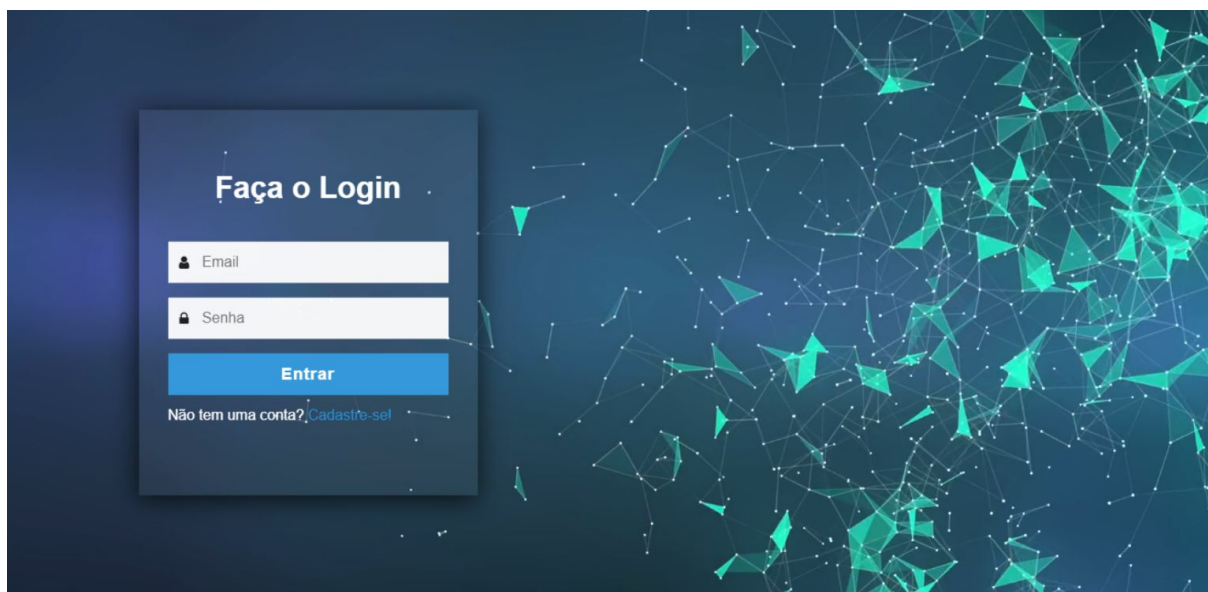 Faça o Login
Email
Senha
Entrar
Não tem uma conta? Cadastre-se!